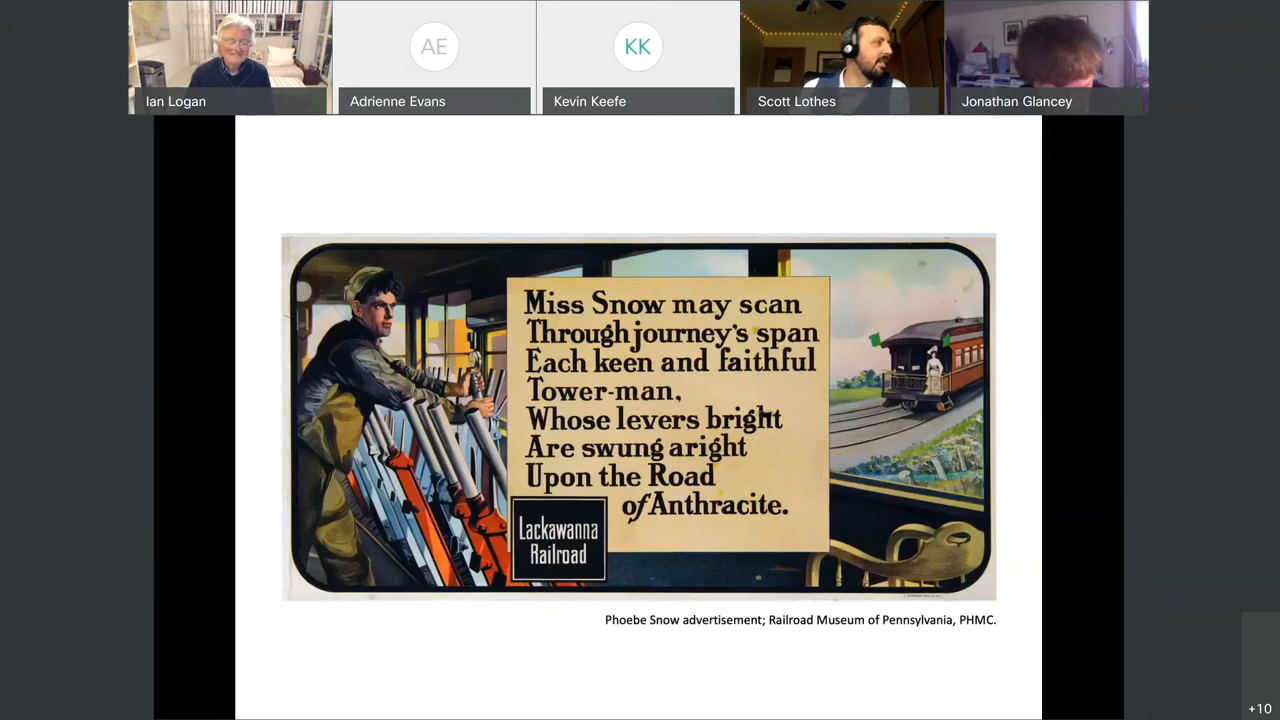 AE
KK
Ian Logan
Adrienne Evans
Kevin Keefe
Scott Lothes
Jonathan Glancey
Miss Snow may scan
Through journey's span
Each keen and faithful
Tower-man,
Whose levers bright
Are swung aright
Upon the Road
of Anthracite.
Lackawanna
Railroad
Phoebe Snow advertisement; Railroad Museum of Pennsylvania, PHMC.
+10